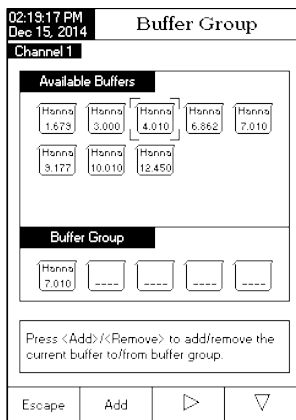 02:19:17 PM
Dec 15, 2014
Buffer Group
Channel 1
Available Buffers
Hanna Hanna Hanna Hanna Hanna
1.679 3.000 4.010 6.862 7.010
Hanna Hanna Hanna
9.177 10.010 12.450
Buffer Group
Hanna
7.010 ---- ---- ---- ----
Press <Add>/<Remove> to add/remove the
current buffer to/from buffer group.
Escape Add